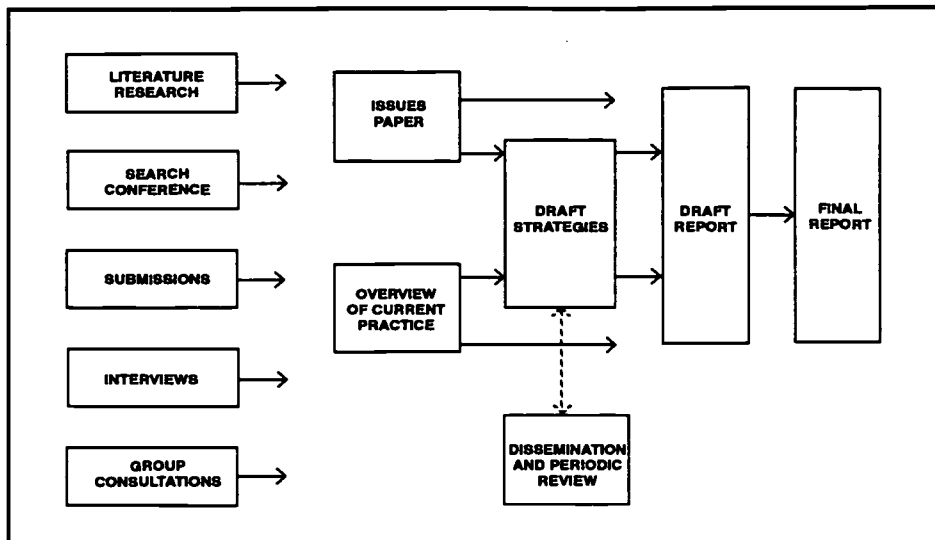 LITERATURE
RESEARCH
SEARCH
CONFERENCE
SUBMISSIONS
INTERVIEWS
GROUP
CONSULTATIONS
ISSUES
PAPER
OVERVIEW
OF CURRENT
PRACTICE
DRAFT
STRATEGIES
DISSEMINATION
AND PERIODIC
REVIEW
DRAFT
REPORT
FINAL
REPORT